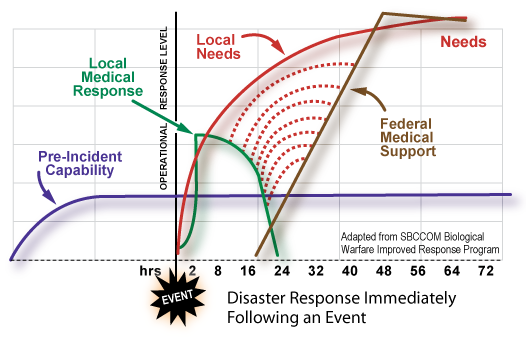 Local
Needs
Needs
Local
Medical
Response
Pre-Incident
Capability
OPERATIONAL RESPONSE LEVEL
Federal
Medical
Support
Adapted from SBCCOM Biological
Warfare Improved Response Program
hrs 2 8 16 24 32 40 48 56 64 72
EVENT
Disaster Response Immediately
Following an Event